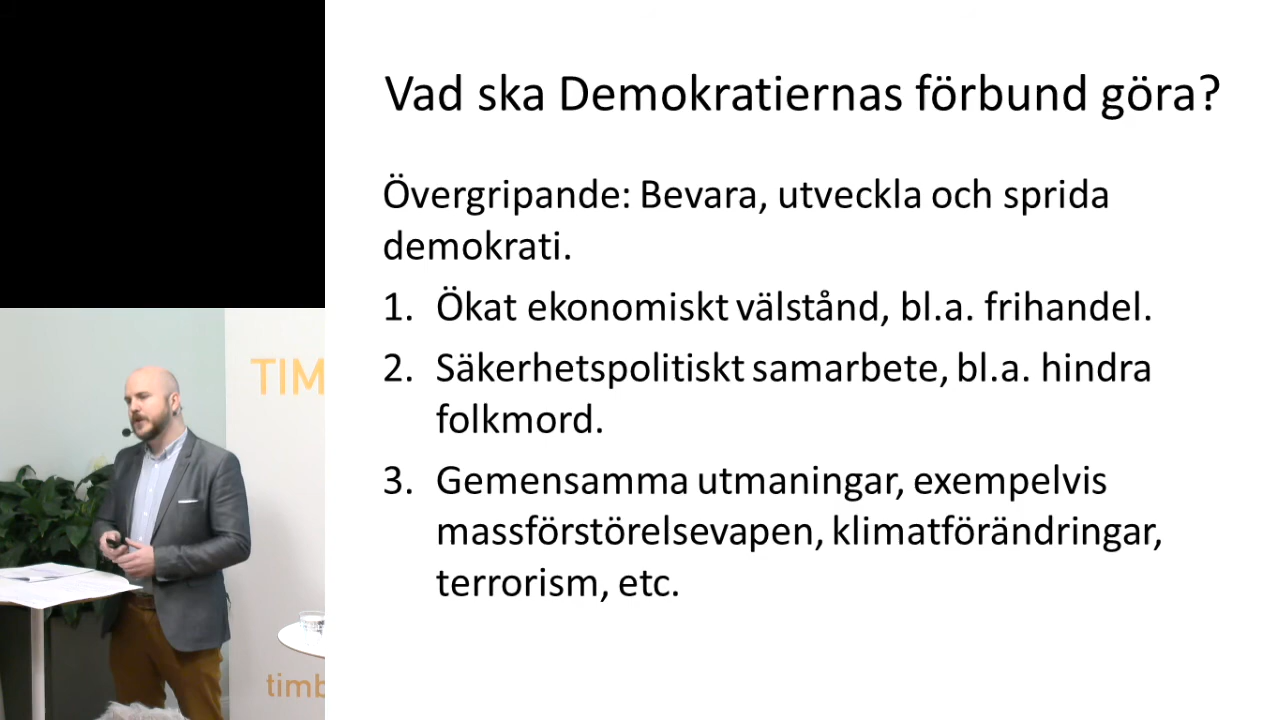 Vad ska Demokratiernas förbund göra?
Övergripande: Bevara, utveckla och sprida
demokrati.
1. Ökat ekonomiskt välstånd, bl.a. frihandel.
2. Säkerhetspolitiskt samarbete, bl.a. hindra
folkmord.
3. Gemensamma utmaningar, exempelvis
massförstörelsevapen, klimatförändringar,
terrorism, etc.
TIM
timb